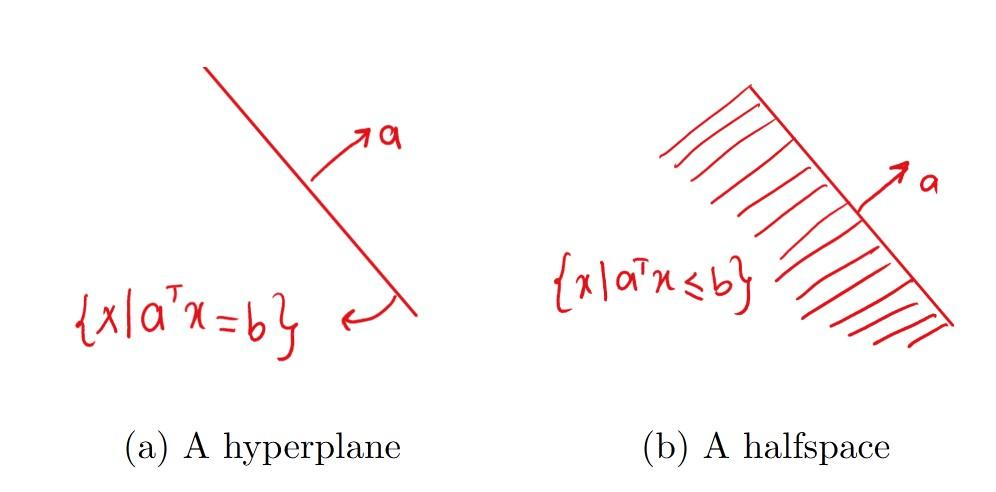 a
{x|aᵀx=b}
(a) A hyperplane
a
{x|aᵀx≤b}
(b) A halfspace